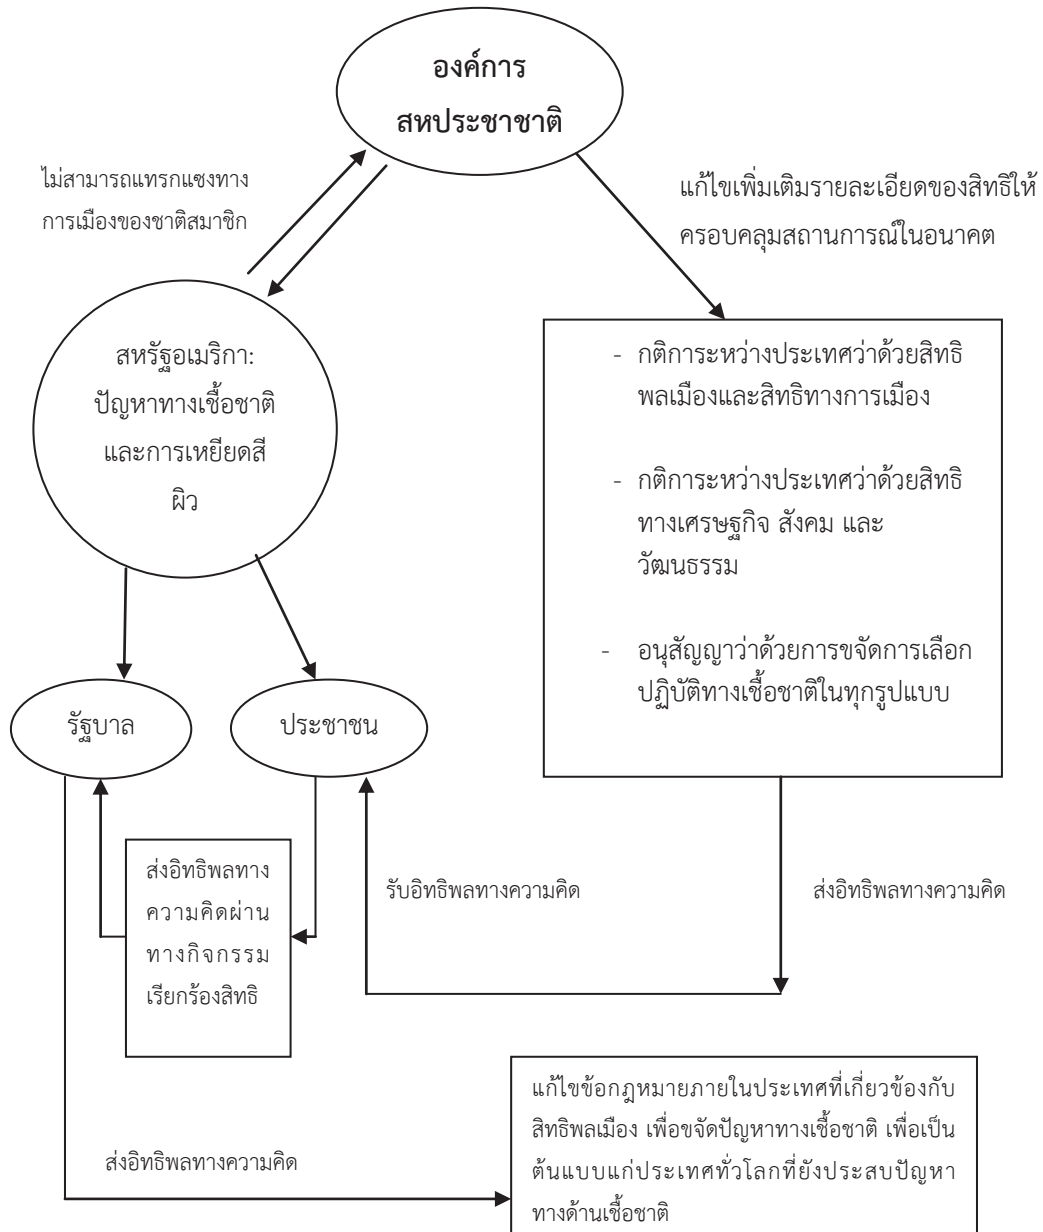 องค์การ
สหประชาชาติ
ไม่สามารถแทรกแซงทาง
การเมืองของชาติสมาชิก
แก้ไขเพิ่มเติมรายละเอียดของสิทธิให้
ครอบคลุมสถานการณ์ในอนาคต
สหรัฐอเมริกา:
ปัญหาทางเชื้อชาติ
และการเหยียดสี
ผิว
- กติการะหว่างประเทศว่าด้วยสิทธิ
พลเมืองและสิทธิทางการเมือง
- กติการะหว่างประเทศว่าด้วยสิทธิ
ทางเศรษฐกิจ สังคม และ
วัฒนธรรม
- อนุสัญญาว่าด้วยการขจัดการเลือก
ปฏิบัติทางเชื้อชาติในทุกรูปแบบ
รัฐบาล
ประชาชน
ส่งอิทธิพลทาง
ความคิดผ่าน
ทางกิจกรรม
เรียกร้องสิทธิ
รับอิทธิพลทางความคิด
ส่งอิทธิพลทางความคิด
ส่งอิทธิพลทางความคิด
แก้ไขข้อกฎหมายภายในประเทศที่เกี่ยวข้องกับ
สิทธิพลเมือง เพื่อขจัดปัญหาทางเชื้อชาติ เพื่อเป็น
ต้นแบบแก่ประเทศทั่วโลกที่ยังประสบปัญหา
ทางด้านเชื้อชาติ